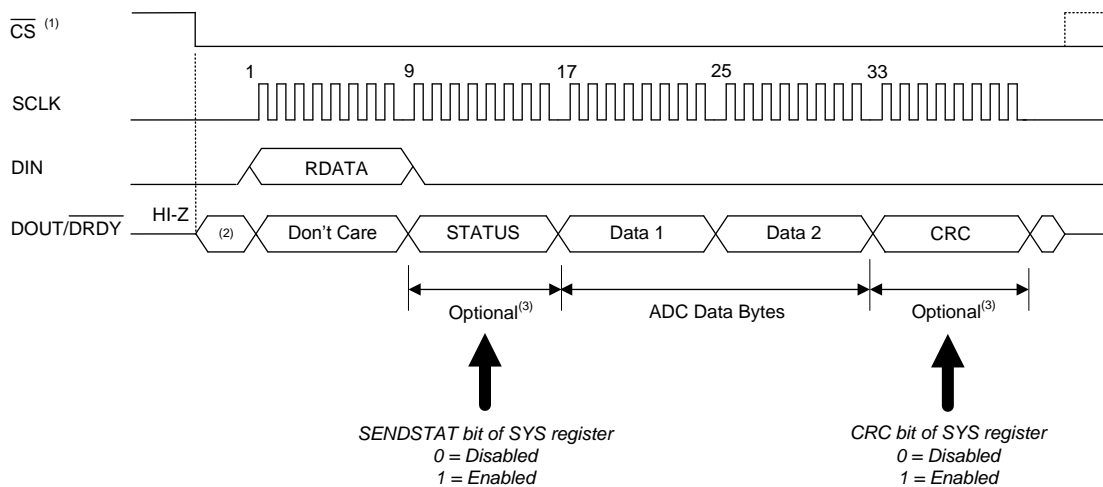 CS (1)
1 9 17 25 33
SCLK
DIN
RDATA
DOUT/DRDY
HI-Z
(2) Don't Care STATUS Data 1 Data 2 CRC
Optional(3) ADC Data Bytes Optional(3)
SENDSTAT bit of SYS register
0 = Disabled
1 = Enabled
CRC bit of SYS register
0 = Disabled
1 = Enabled